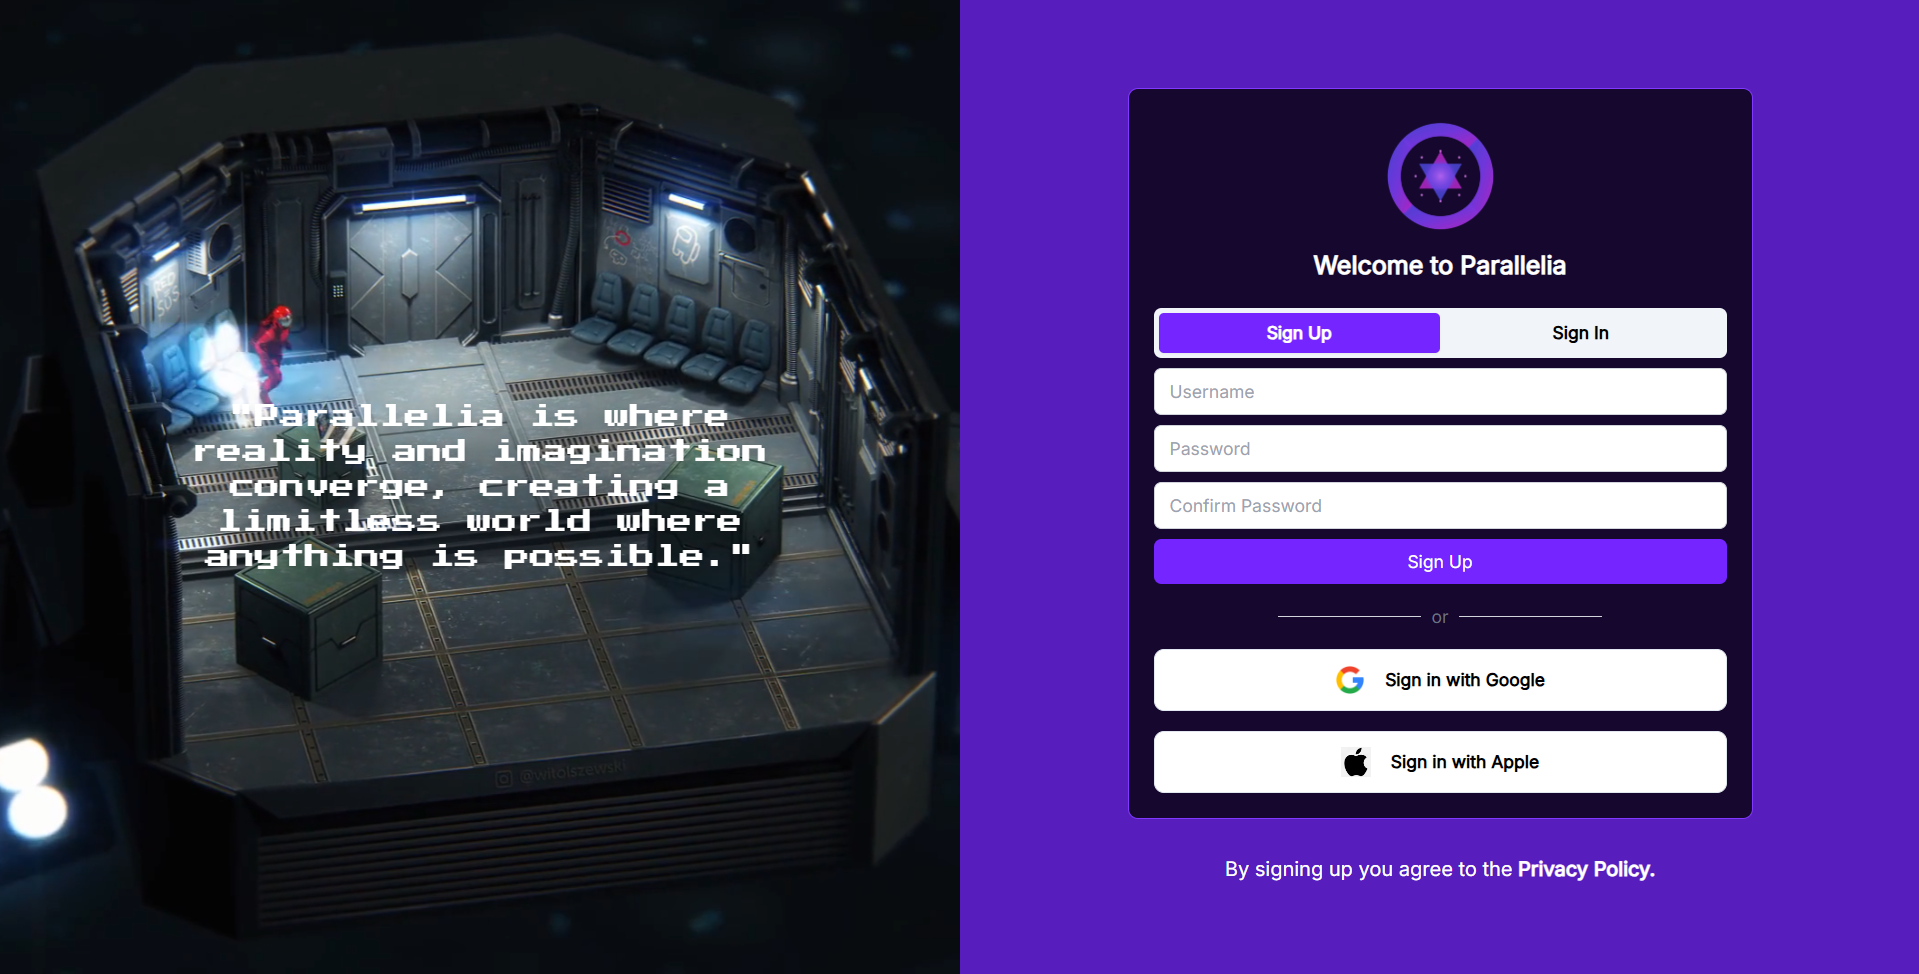 SUS
"Parallelia is where
reality and imagination
converge, creating a
limitless world where
anything is possible."
@witolszewski
Welcome to Parallelia
Sign Up
Sign In
Username
Password
Confirm Password
Sign Up
or
Sign in with Google
Sign in with Apple
By signing up you agree to the Privacy Policy.